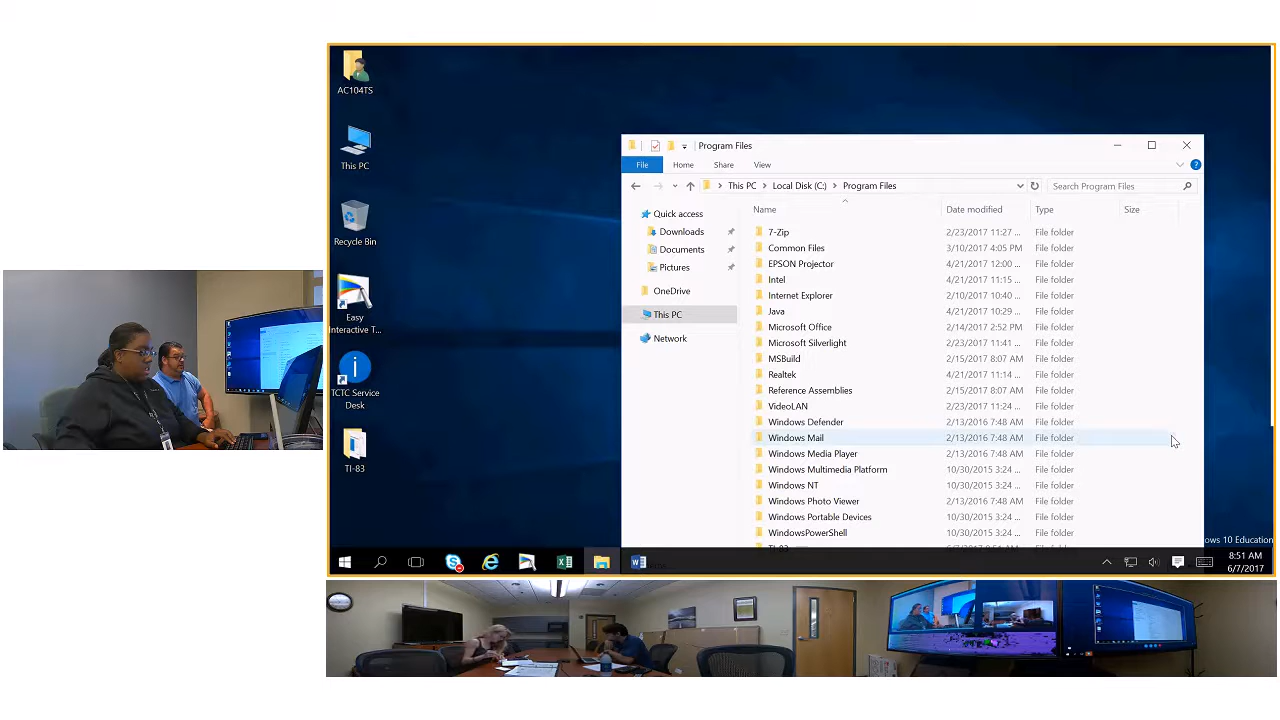 AC104TS
This PC
Recycle Bin
Easy
Interactive T...
TCTC Service
Desk
TI-83
Program Files
File Home Share View
This PC Local Disk (C:) Program Files Search Program Files
Quick access
Downloads
Documents
Pictures
OneDrive
This PC
Network
Name Date modified Type Size
7-Zip 2/23/2017 11:27 ... File folder
Common Files 3/10/2017 4:05 PM File folder
EPSON Projector 4/21/2017 12:00 ... File folder
Intel 4/21/2017 11:15 ... File folder
Internet Explorer 2/10/2017 10:40 ... File folder
Java 4/21/2017 10:29 ... File folder
Microsoft Office 2/14/2017 2:52 PM File folder
Microsoft Silverlight 2/23/2017 11:41 ... File folder
MSBuild 2/15/2017 8:07 AM File folder
Realtek 4/21/2017 11:14 ... File folder
Reference Assemblies 2/15/2017 8:07 AM File folder
VideoLAN 2/23/2017 11:24 ... File folder
Windows Defender 2/13/2016 7:48 AM File folder
Windows Mail 2/13/2016 7:48 AM File folder
Windows Media Player 2/13/2016 7:48 AM File folder
Windows Multimedia Platform 10/30/2015 3:24 ... File folder
Windows NT 10/30/2015 3:24 ... File folder
Windows Photo Viewer 2/13/2016 7:48 AM File folder
Windows Portable Devices 10/30/2015 3:24 ... File folder
WindowsPowerShell 10/30/2015 3:24 ... File folder
TI-83 6/7/2017 8:51 AM File folder
ows 10 Education
8:51 AM
6/7/2017